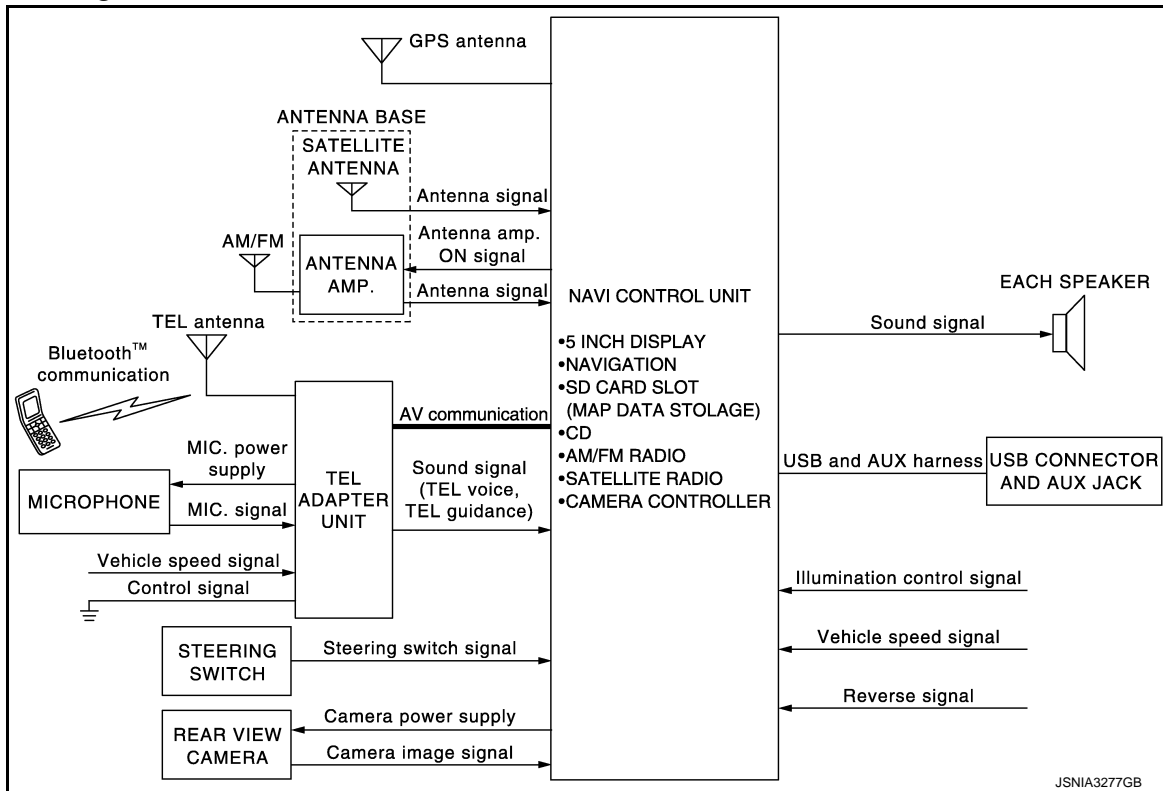 GPS antenna
ANTENNA BASE
SATELLITE
ANTENNA
Antenna signal
Antenna amp.
ON signal
AM/FM
ANTENNA
AMP.
Antenna signal
TEL antenna
Bluetooth™
communication
AV communication
MIC. power
supply
MICROPHONE
MIC. signal
TEL
ADAPTER
UNIT
Sound signal
(TEL voice,
TEL guidance)
Vehicle speed signal
Control signal
STEERING
SWITCH
Steering switch signal
REAR VIEW
CAMERA
Camera power supply
Camera image signal
NAVI CONTROL UNIT
•5 INCH DISPLAY
•NAVIGATION
•SD CARD SLOT
(MAP DATA STOLAGE)
•CD
•AM/FM RADIO
•SATELLITE RADIO
•CAMERA CONTROLLER
EACH SPEAKER
Sound signal
USB and AUX harness
USB CONNECTOR
AND AUX JACK
Illumination control signal
Vehicle speed signal
Reverse signal
JSNIA3277GB